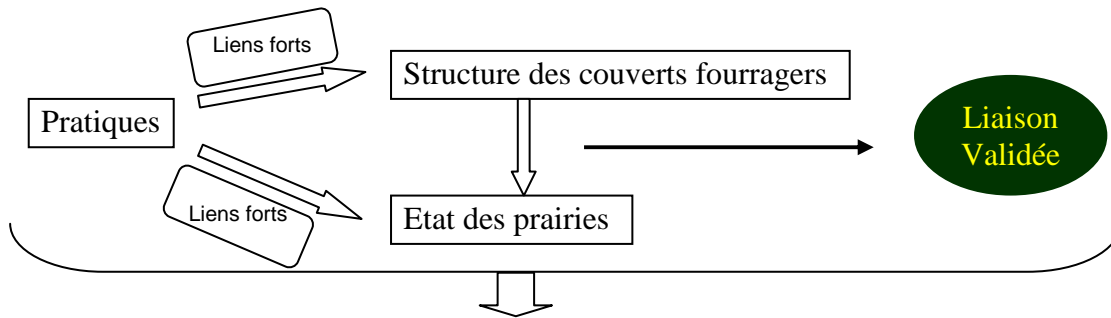 Liens forts
Structure des couverts fourragers
Pratiques
Liaison
Validée
Liens forts
Etat des prairies